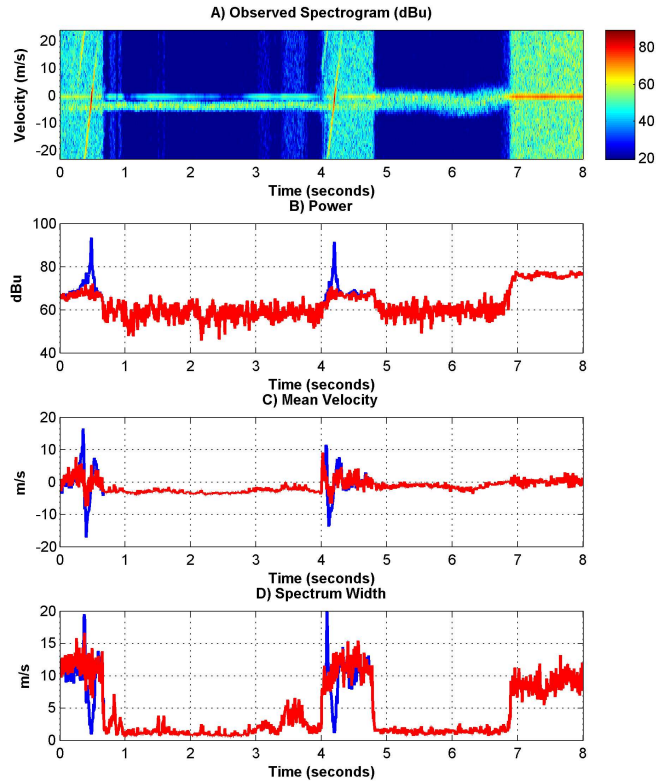 A) Observed Spectrogram (dBu)
Velocity (m/s)
20
10
0
-10
-20
0 1 2 3 4 5 6 7 8
Time (seconds)
80
60
40
20
B) Power
dBu
100
80
60
40
0 1 2 3 4 5 6 7 8
Time (seconds)
C) Mean Velocity
m/s
20
10
0
-10
-20
0 1 2 3 4 5 6 7 8
Time (seconds)
D) Spectrum Width
m/s
20
15
10
5
0
0 1 2 3 4 5 6 7 8
Time (seconds)